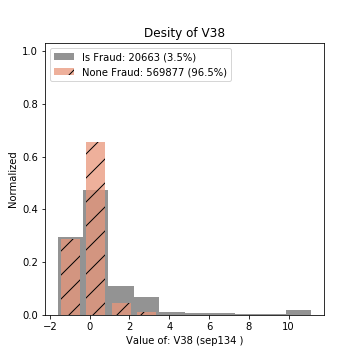 Desity of V38
Is Fraud: 20663 (3.5%)
None Fraud: 569877 (96.5%)
Normalized
1.0
0.8
0.6
0.4
0.2
0.0
−2 0 2 4 6 8 10
Value of: V38 (sep134 )